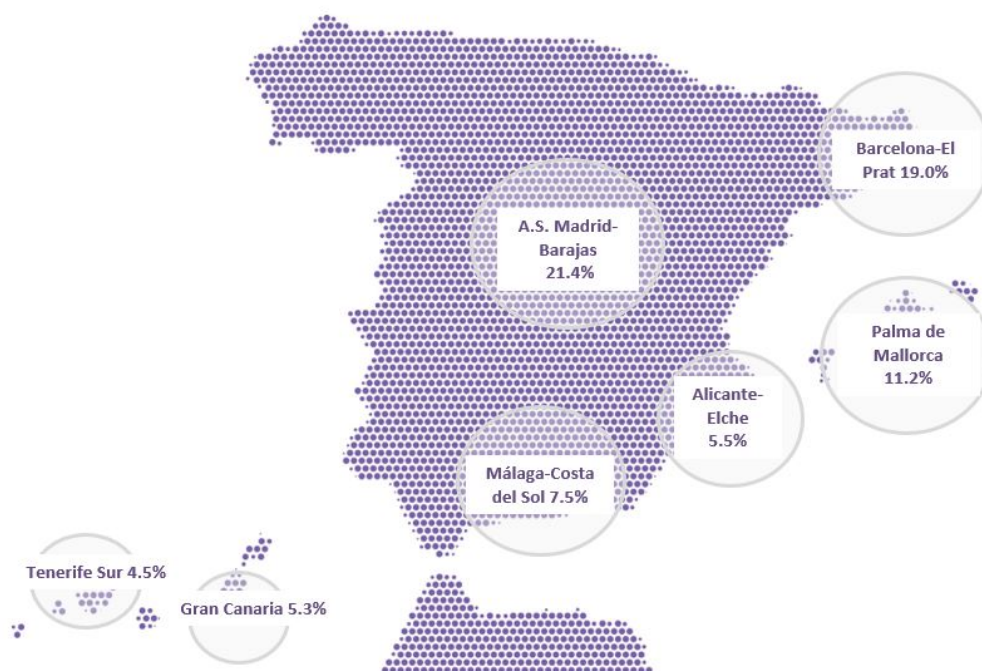 Barcelona-El
Prat 19.0%
A.S. Madrid-
Barajas
21.4%
Palma de
Mallorca
11.2%
Alicante-
Elche
5.5%
Málaga-Costa
del Sol 7.5%
Tenerife Sur 4.5%
Gran Canaria 5.3%